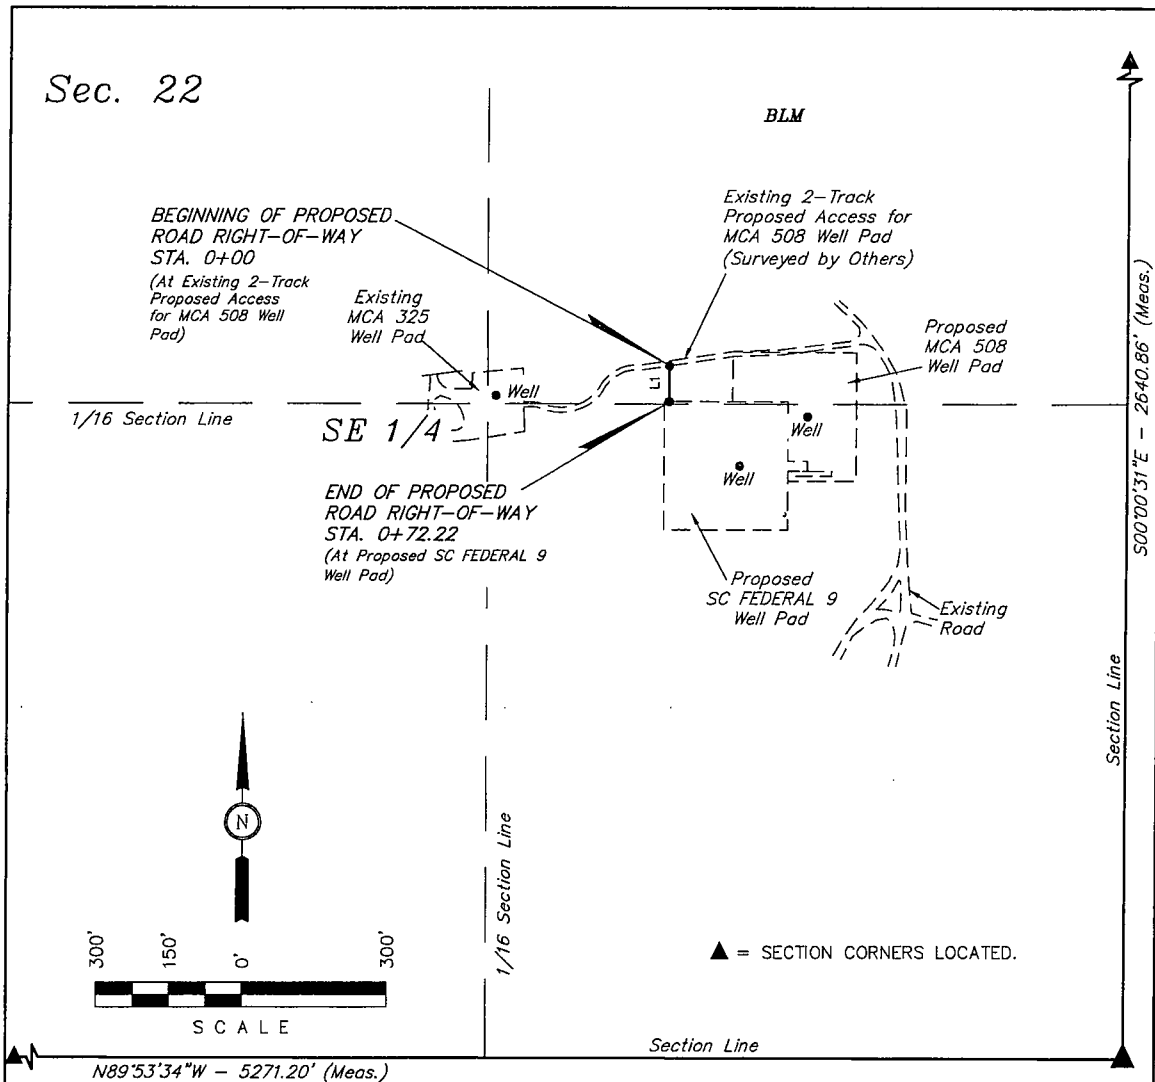 Sec. 22
BLM
BEGINNING OF PROPOSED
ROAD RIGHT-OF-WAY
STA. 0+00
(At Existing 2-Track
Proposed Access
for MCA 508 Well
Pad)
Existing 2-Track
Proposed Access for
MCA 508 Well Pad
(Surveyed by Others)
Existing
MCA 325
Well Pad
Proposed
MCA 508
Well Pad
Well
1/16 Section Line
SE 1/4
Well
Well
END OF PROPOSED
ROAD RIGHT-OF-WAY
STA. 0+72.22
(At Proposed SC FEDERAL 9
Well Pad)
Proposed
SC FEDERAL 9
Well Pad
Existing
Road
S00°00'31"E - 2640.86' (Meas.)
Section Line
1/16 Section Line
N
300' 150' 0' 300'
SCALE
▲ = SECTION CORNERS LOCATED.
Section Line
N89°53'34"W - 5271.20' (Meas.)